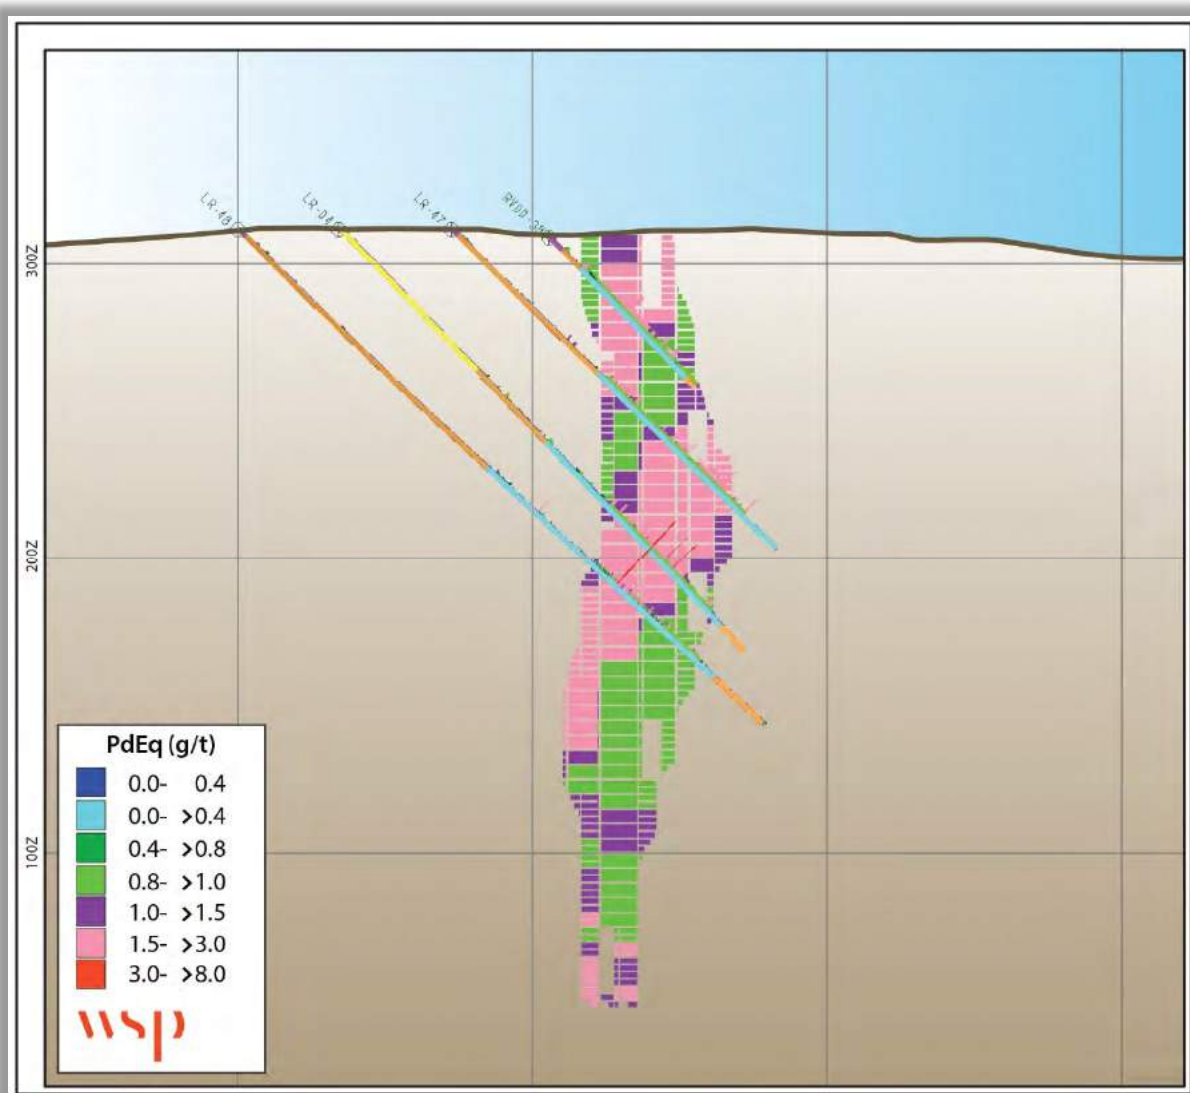 LR-48
LR-04
LR-47
300Z
200Z
100Z
PdEq (g/t)
0.0- 0.4
0.0- >0.4
0.4- >0.8
0.8- >1.0
1.0- >1.5
1.5- >3.0
3.0- >8.0
wsp